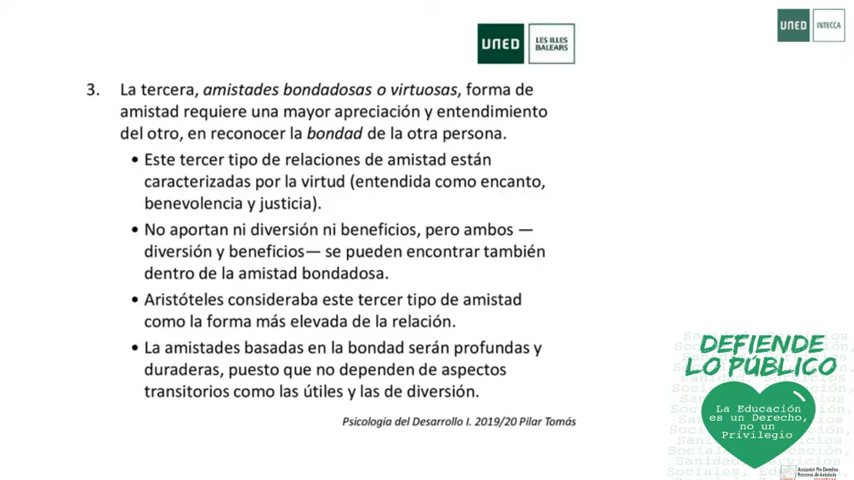 UNED
LES ILLES
BALEARS
UNED
INTECCA
3. La tercera, amistades bondadosas o virtuosas, forma de
amistad requiere una mayor apreciación y entendimiento
del otro, en reconocer la bondad de la otra persona.
• Este tercer tipo de relaciones de amistad están
caracterizadas por la virtud (entendida como encanto,
benevolencia y justicia).
• No aportan ni diversión ni beneficios, pero ambos —
diversión y beneficios— se pueden encontrar también
dentro de la amistad bondadosa.
• Aristóteles consideraba este tercer tipo de amistad
como la forma más elevada de la relación.
• La amistades basadas en la bondad serán profundas y
duraderas, puesto que no dependen de aspectos
transitorios como las útiles y las de diversión.
Psicología del Desarrollo I. 2019/20 Pilar Tomás
DEFIENDE
LO PÚBLICO
La Educación
es un Derecho,
no un
Privilegio